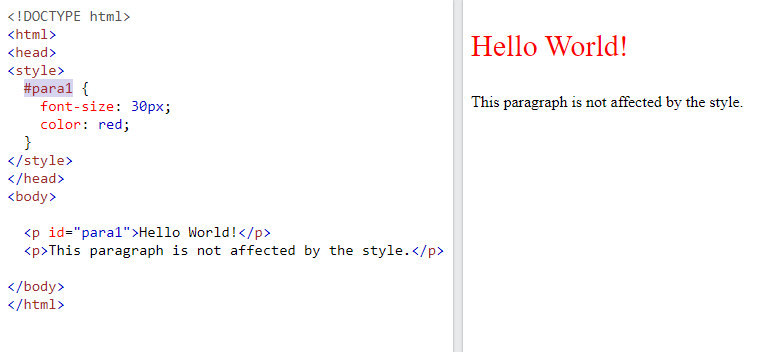 <!DOCTYPE html>
<html>
<head>
<style>
#para1 {
font-size: 30px;
color: red;
}
</style>
</head>
<body>
<p id="para1">Hello World!</p>
<p>This paragraph is not affected by the style.</p>
</body>
</html>
Hello World!
This paragraph is not affected by the style.